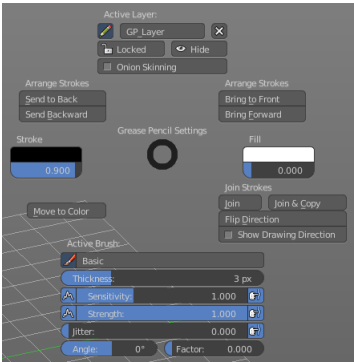 Active Layer:
GP_Layer
Locked
Hide
Onion Skinning
Arrange Strokes
Send to Back
Send Backward
Arrange Strokes
Bring to Front
Bring Forward
Grease Pencil Settings
Stroke
0.900
Fill
0.000
Join Strokes
Join
Join & Copy
Flip Direction
Show Drawing Direction
Move to Color
Active Brush:
Basic
Thickness: 3 px
Sensitivity: 1.000
Strength: 1.000
Jitter: 0.000
Angle: 0°
Factor: 0.000